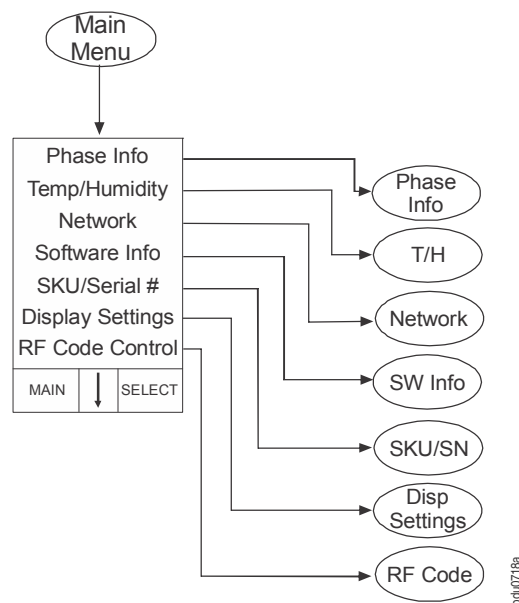 Main
Menu
Phase Info
Temp/Humidity
Network
Software Info
SKU/Serial #
Display Settings
RF Code Control
MAIN
SELECT
Phase
Info
T/H
Network
SW Info
SKU/SN
Disp
Settings
RF Code
pdu0718a